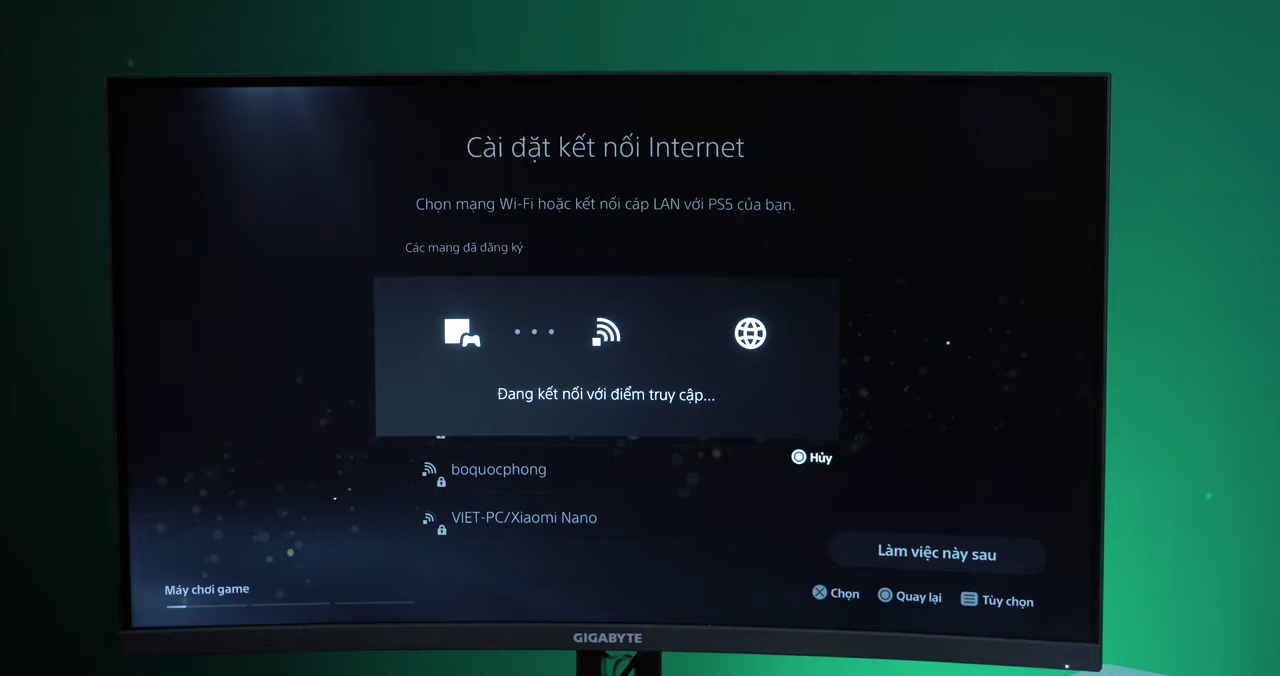 Cài đặt kết nối Internet
Chọn mạng Wi-Fi hoặc kết nối cáp LAN với PS5 của bạn.
Các mạng đã đăng ký
Đang kết nối với điểm truy cập...
Hủy
boquocphong
VIET-PC/Xiaomi Nano
Làm việc này sau
Máy chơi game
Chọn
Quay lại
Tùy chọn
GIGABYTE